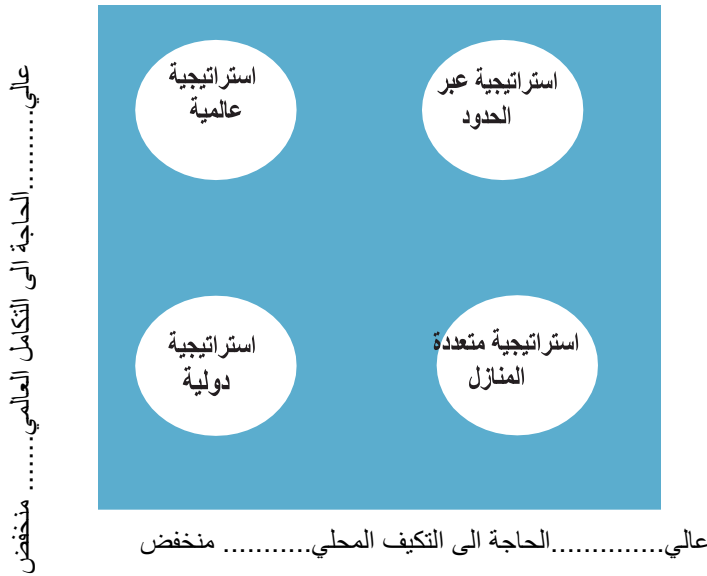 استراتيجية عبر
الحدود
استراتيجية
عالمية
استراتيجية متعددة
المنازل
استراتيجية
دولية
عالي...........الحاجة الى التكامل العالمي....... منخفض
عالي..............الحاجة الى التكيف المحلي........... منخفض